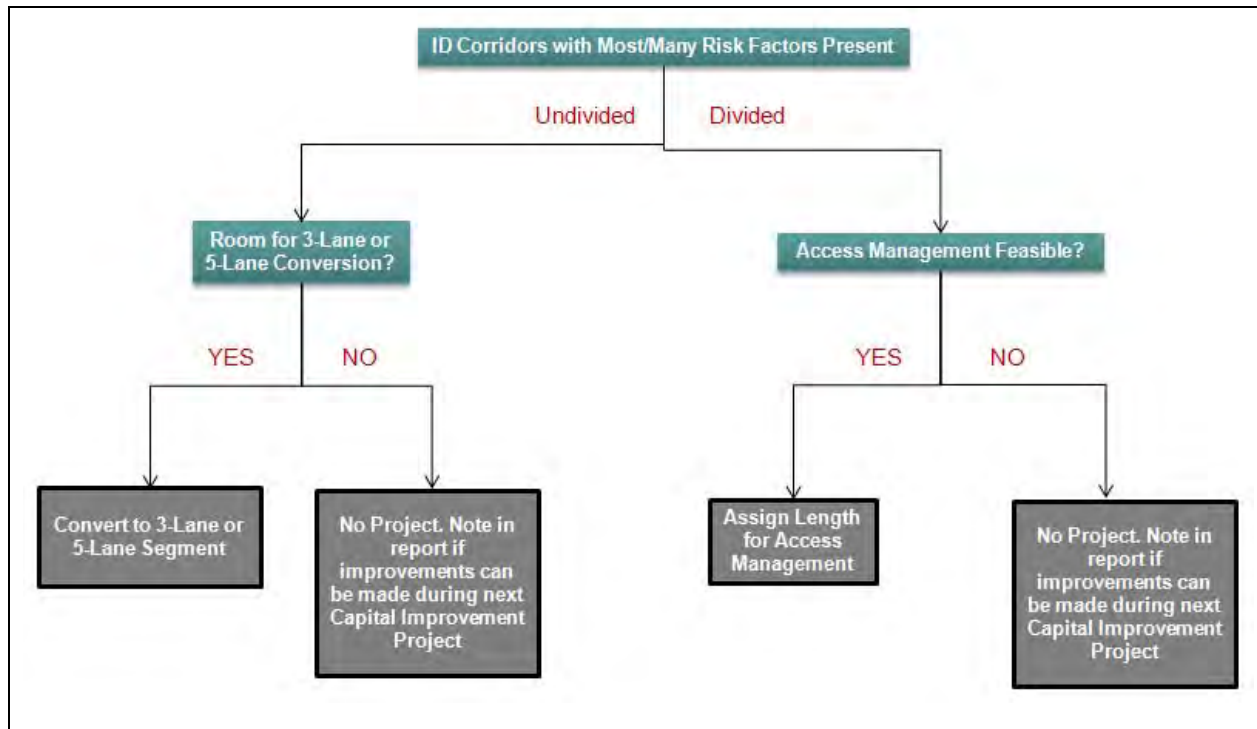 ID Corridors with Most/Many Risk Factors Present
Undivided
Divided
Room for 3-Lane or
5-Lane Conversion?
Access Management Feasible?
YES
NO
YES
NO
Convert to 3-Lane or
5-Lane Segment
No Project. Note in
report if
improvements can
be made during next
Capital Improvement
Project
Assign Length
for Access
Management
No Project. Note in
report if
improvements can
be made during next
Capital Improvement
Project